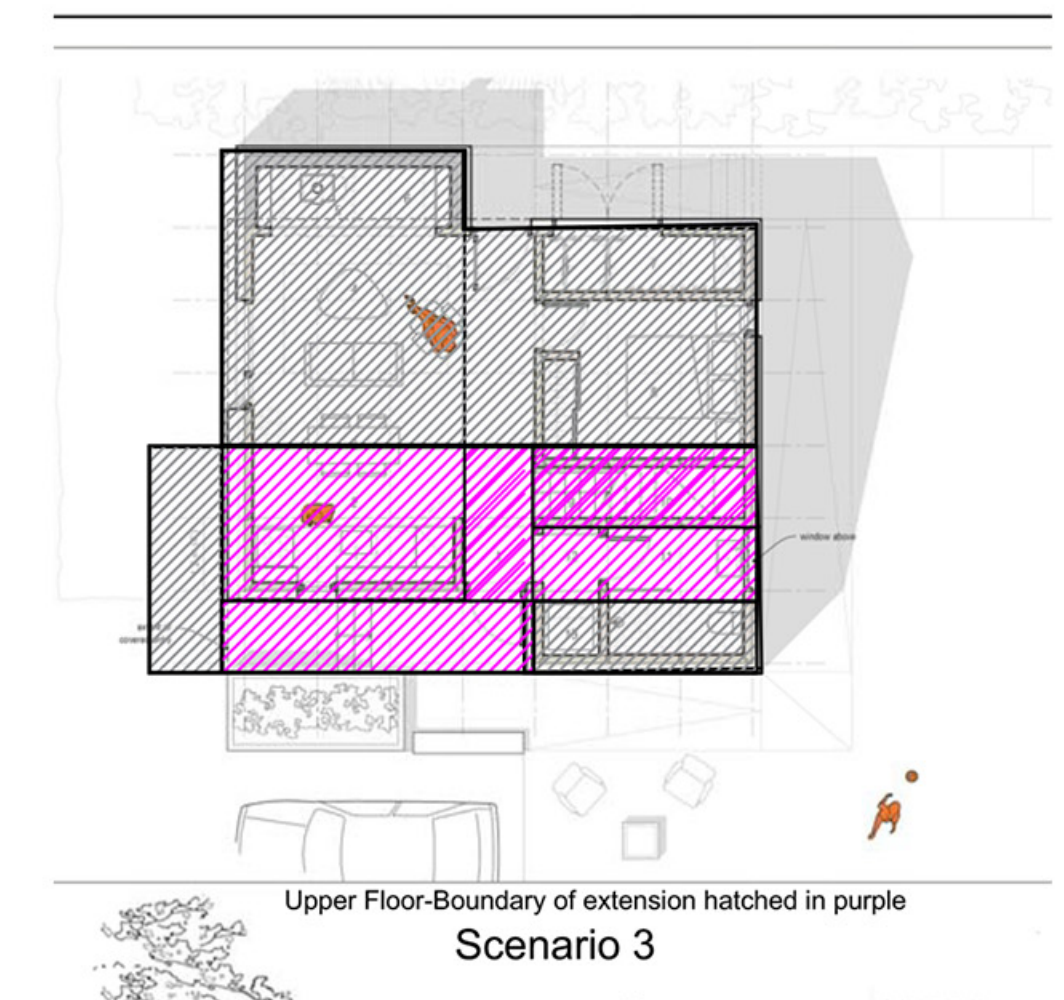 window above
Upper Floor-Boundary of extension hatched in purple
Scenario 3